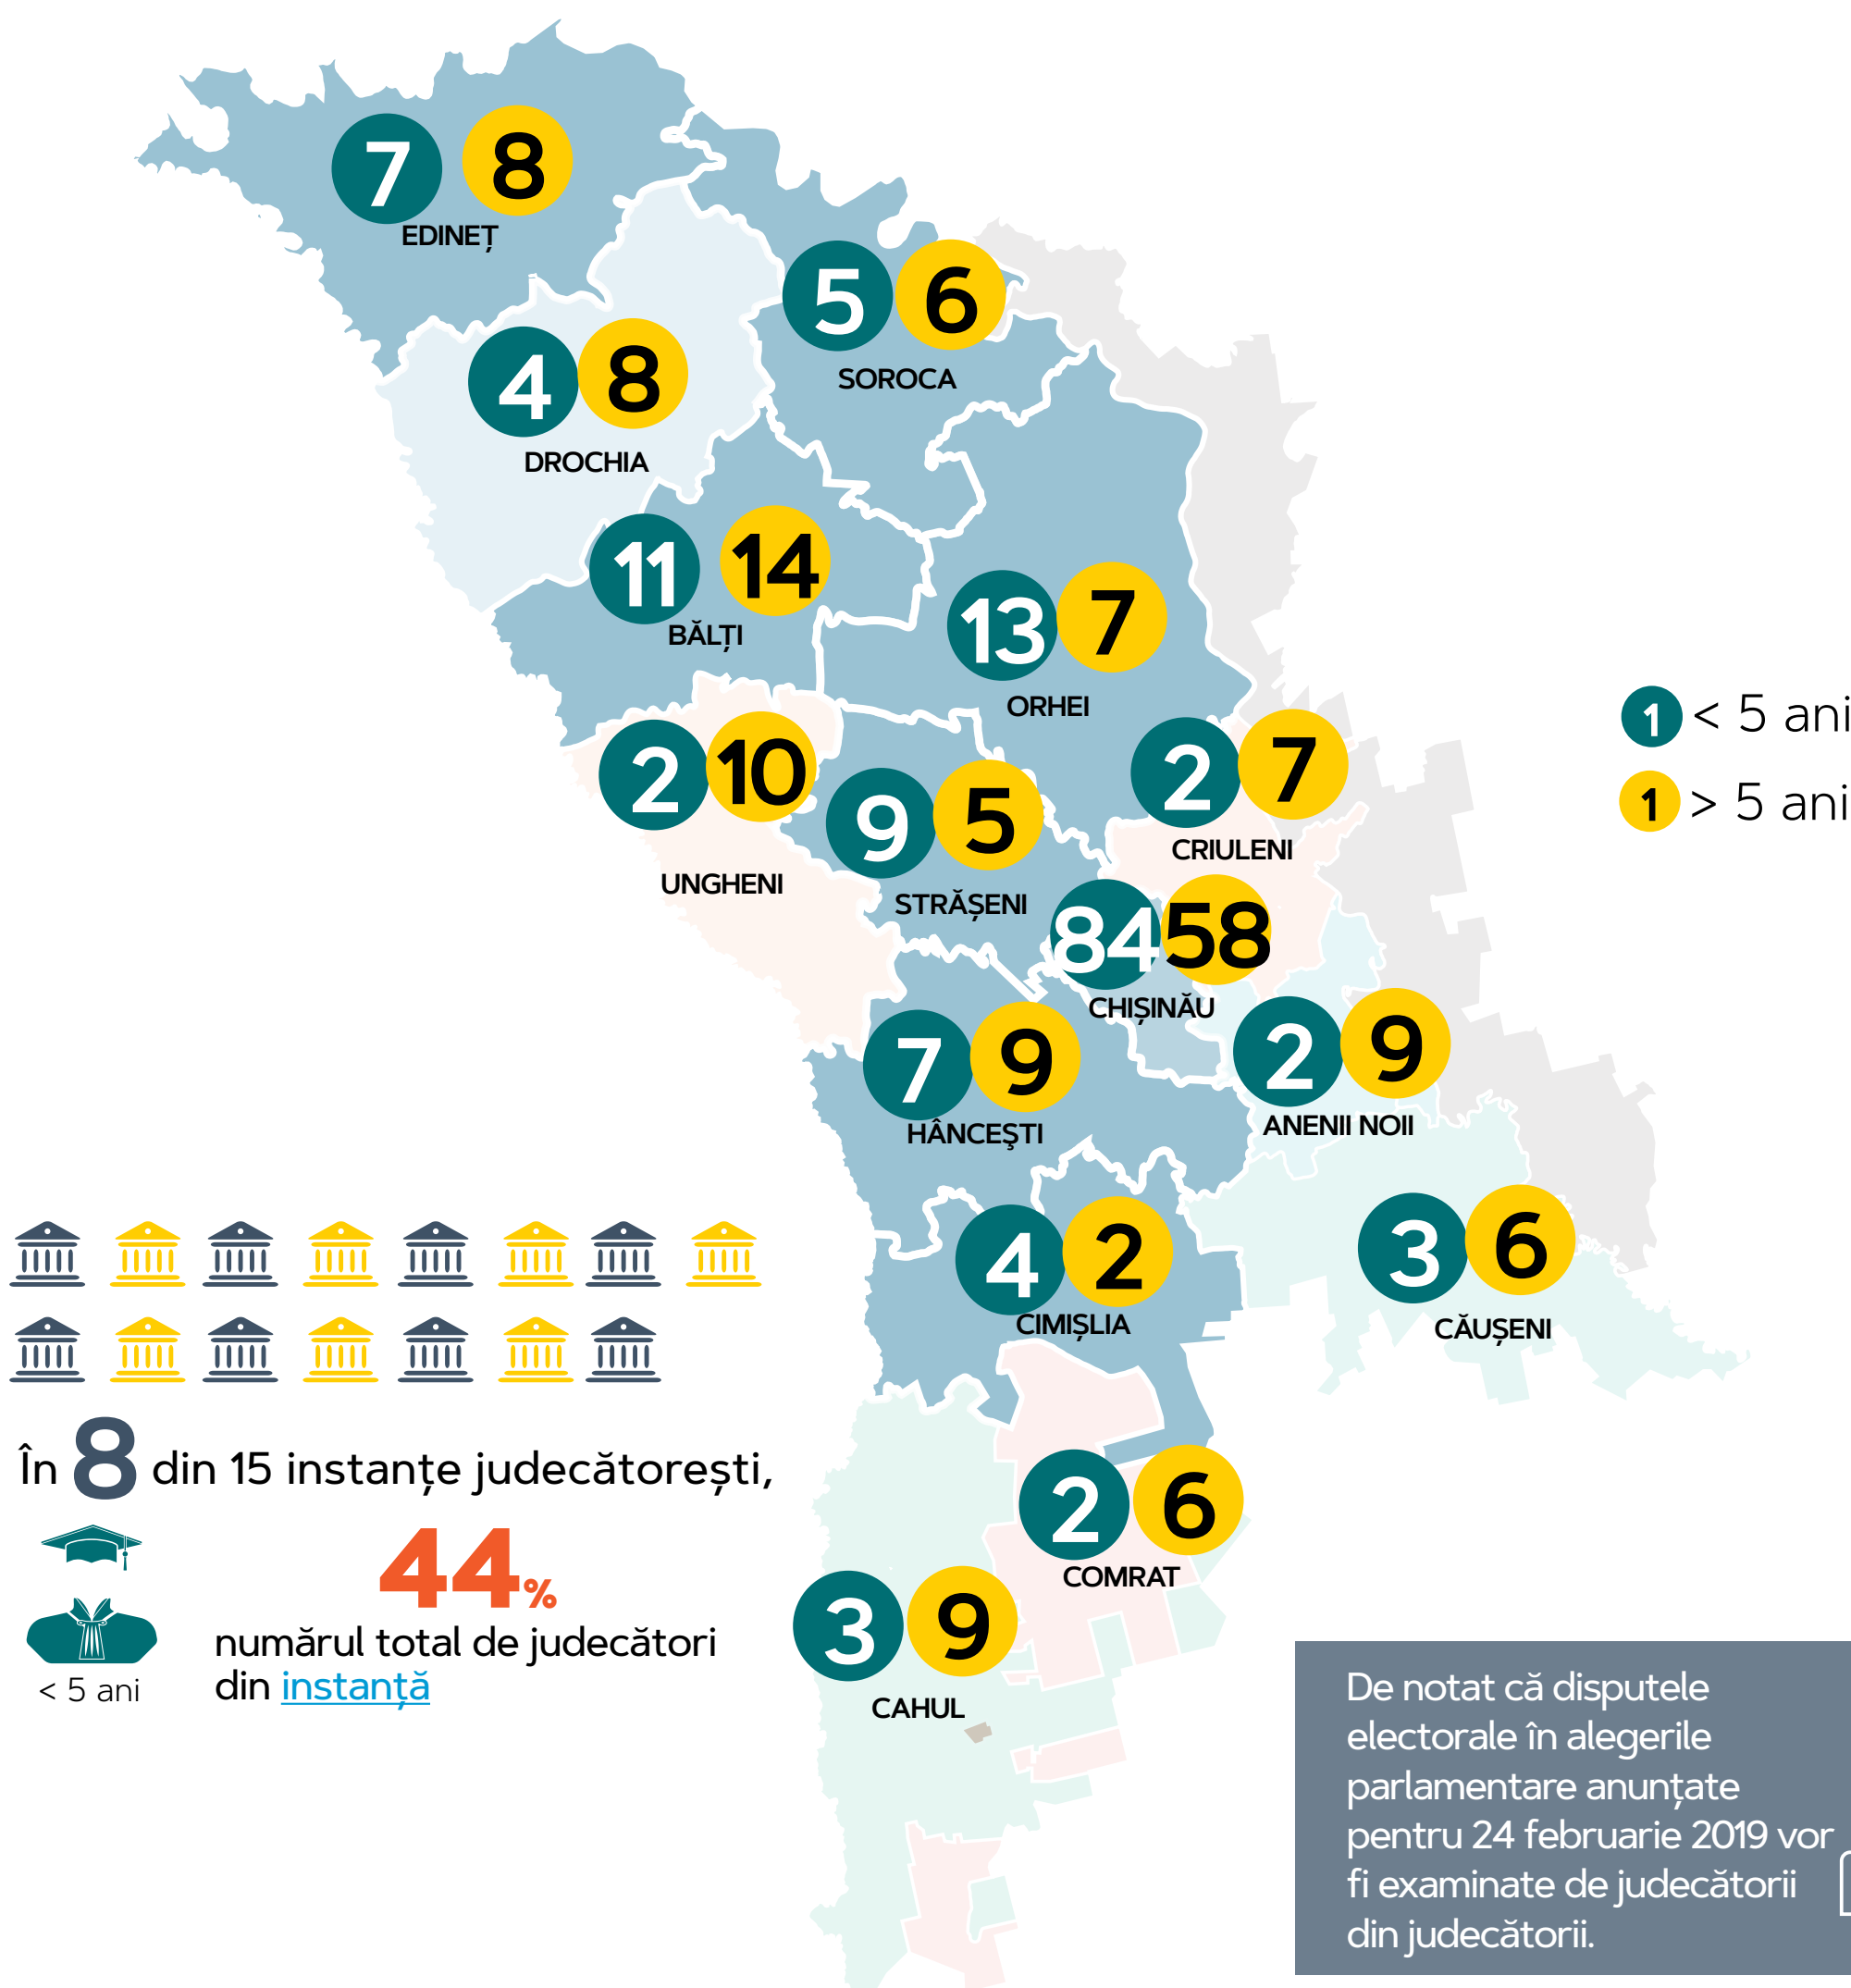 7 8
EDINEȚ
5 6
SOROCA
4 8
DROCHIA
11 14
BĂLȚI
13 7
ORHEI
1 < 5 ani
1 > 5 ani
2 10
UNGHENI
9 5
STRĂȘENI
2 7
CRIULENI
84 58
CHIȘINĂU
7 9
HÂNCEŞTI
2 9
ANENII NOII
4 2
CIMIȘLIA
3 6
CĂUȘENI
În 8 din 15 instanțe judecătorești,
44%
numărul total de judecători
din instanță
< 5 ani
2 6
COMRAT
3 9
CAHUL
De notat că disputele
electorale în alegerile
parlamentare anunțate
pentru 24 februarie 2019 vor
fi examinate de judecătorii
din judecătorii.